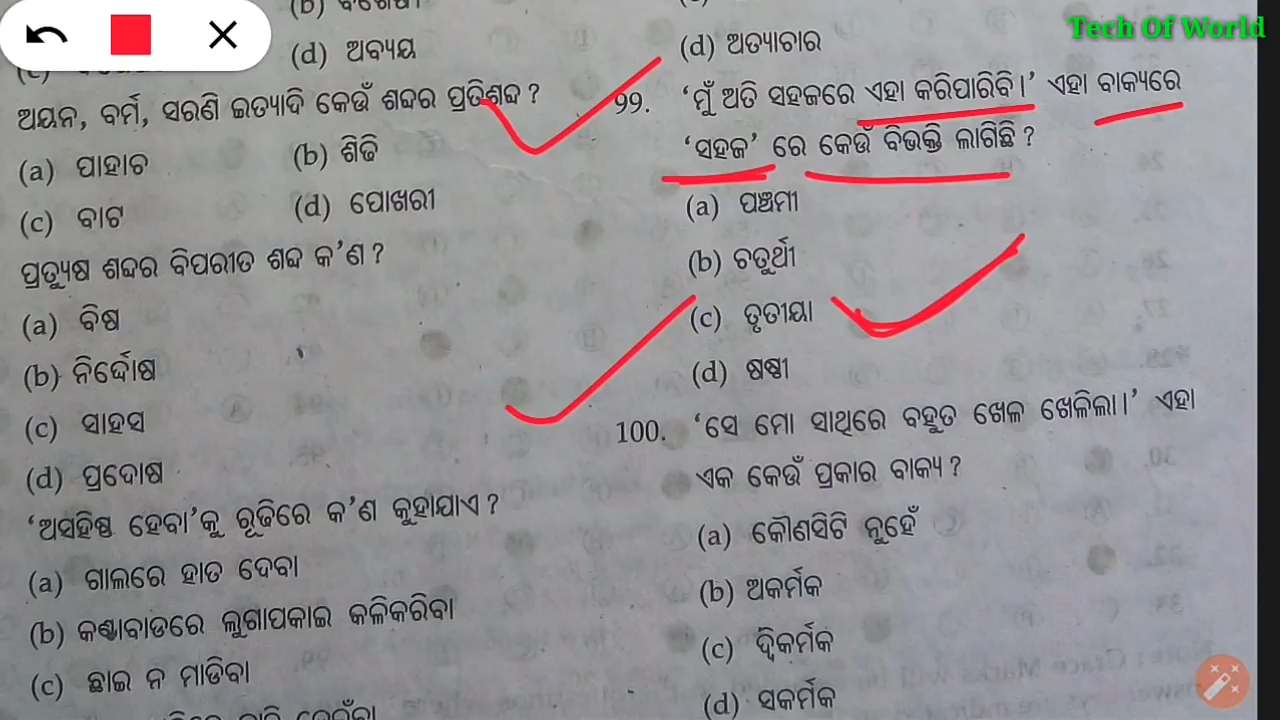 (b)
(d) ଅବ୍ୟୟ
ଅୟନ, ବର୍ତ୍ମ, ସରଣି ଇତ୍ୟାଦି କେଉଁ ଶବ୍ଦର ପ୍ରତିଶବ୍ଦ ?
(a) ପାହାଚ
(b) ଶିଢି
(c) ବାଟ
(d) ପୋଖରୀ
ପ୍ରତ୍ୟୁଷ ଶବ୍ଦର ବିପରୀତ ଶବ୍ଦ କ'ଣ ?
(a) ବିଷ
(b) ନିର୍ଦ୍ଦୋଷ
(c) ସାହସ
(d) ପ୍ରଦୋଷ
‘ଅସହିଷ୍ଣ ହେବା’କୁ ରୂଢିରେ କ'ଣ କୁହାଯାଏ ?
(a) ଗାଲରେ ହାତ ଦେବା
(b) କଣ୍ଟାବାଡରେ ଲୁଗାପକାଇ କଳିକରିବା
(c) ଛାଇ ନ ମାଡିବା
Tech Of World
(d) ଅତ୍ୟାଚାର
99. ‘ମୁଁ ଅତି ସହଜରେ ଏହା କରିପାରିବି।’ ଏହା ବାକ୍ୟରେ
‘ସହଜ’ ରେ କେଉଁ ବିଭକ୍ତି ଲାଗିଛି ?
(a) ପଞ୍ଚମୀ
(b) ଚତୁର୍ଥୀ
(c) ତୃତୀୟା
(d) ଷଷ୍ଠୀ
100. ‘ସେ ମୋ ସାଥିରେ ବହୁତ ଖେଳ ଖେଳିଲା।’ ଏହା
ଏକ କେଉଁ ପ୍ରକାର ବାକ୍ୟ ?
(a) କୌଣସିଟି ନୁହେଁ
(b) ଅକର୍ମକ
(c) ଦ୍ୱିକର୍ମକ
(d) ସକର୍ମକ